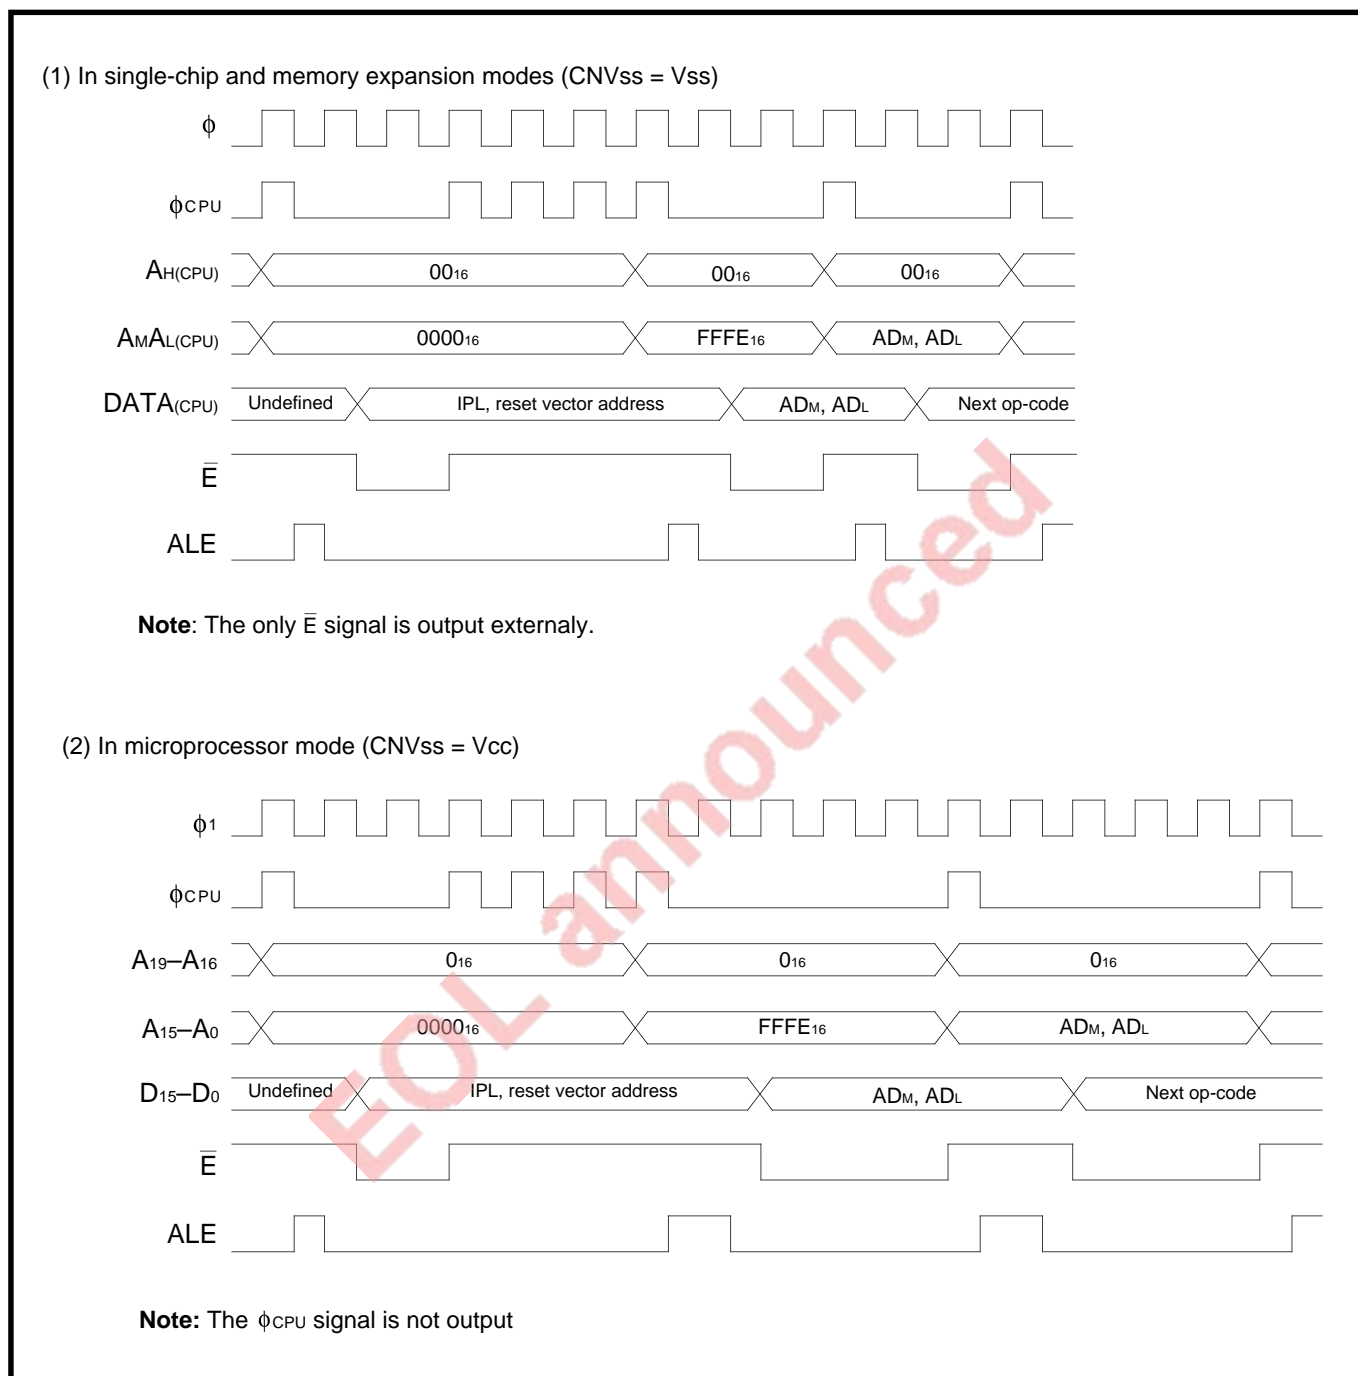 (1) In single-chip and memory expansion modes (CNVss = Vss)
ϕ
ϕCPU
AH(CPU) 0016 0016 0016
AMAL(CPU) 000016 FFFE16 ADM, ADL
DATA(CPU) Undefined IPL, reset vector address ADM, ADL Next op-code
E̅
ALE
Note: The only E̅ signal is output externaly.
(2) In microprocessor mode (CNVss = Vcc)
ϕ1
ϕCPU
A19–A16 016 016 016
A15–A0 000016 FFFE16 ADM, ADL
D15–D0 Undefined IPL, reset vector address ADM, ADL Next op-code
E̅
ALE
Note: The ϕCPU signal is not output
EOL announced